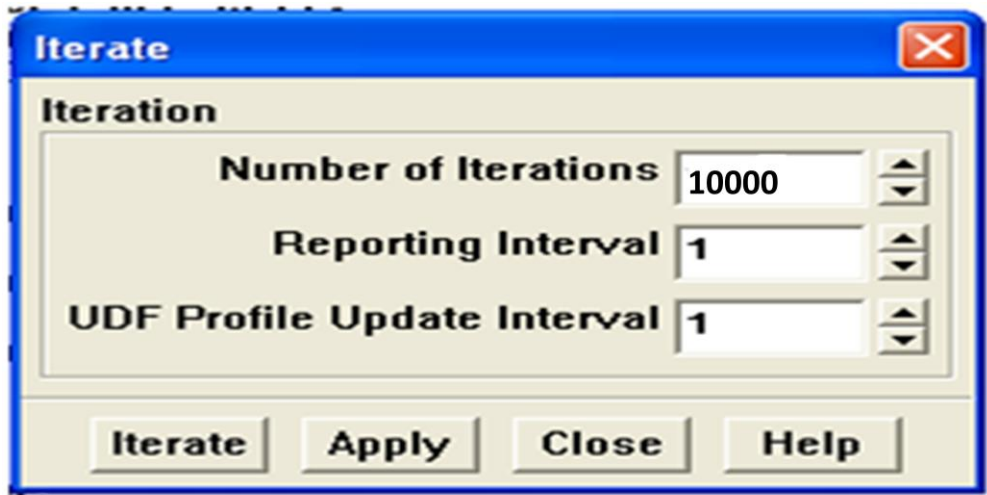 Iterate
Iteration
Number of Iterations 10000
Reporting Interval 1
UDF Profile Update Interval 1
Iterate Apply Close Help